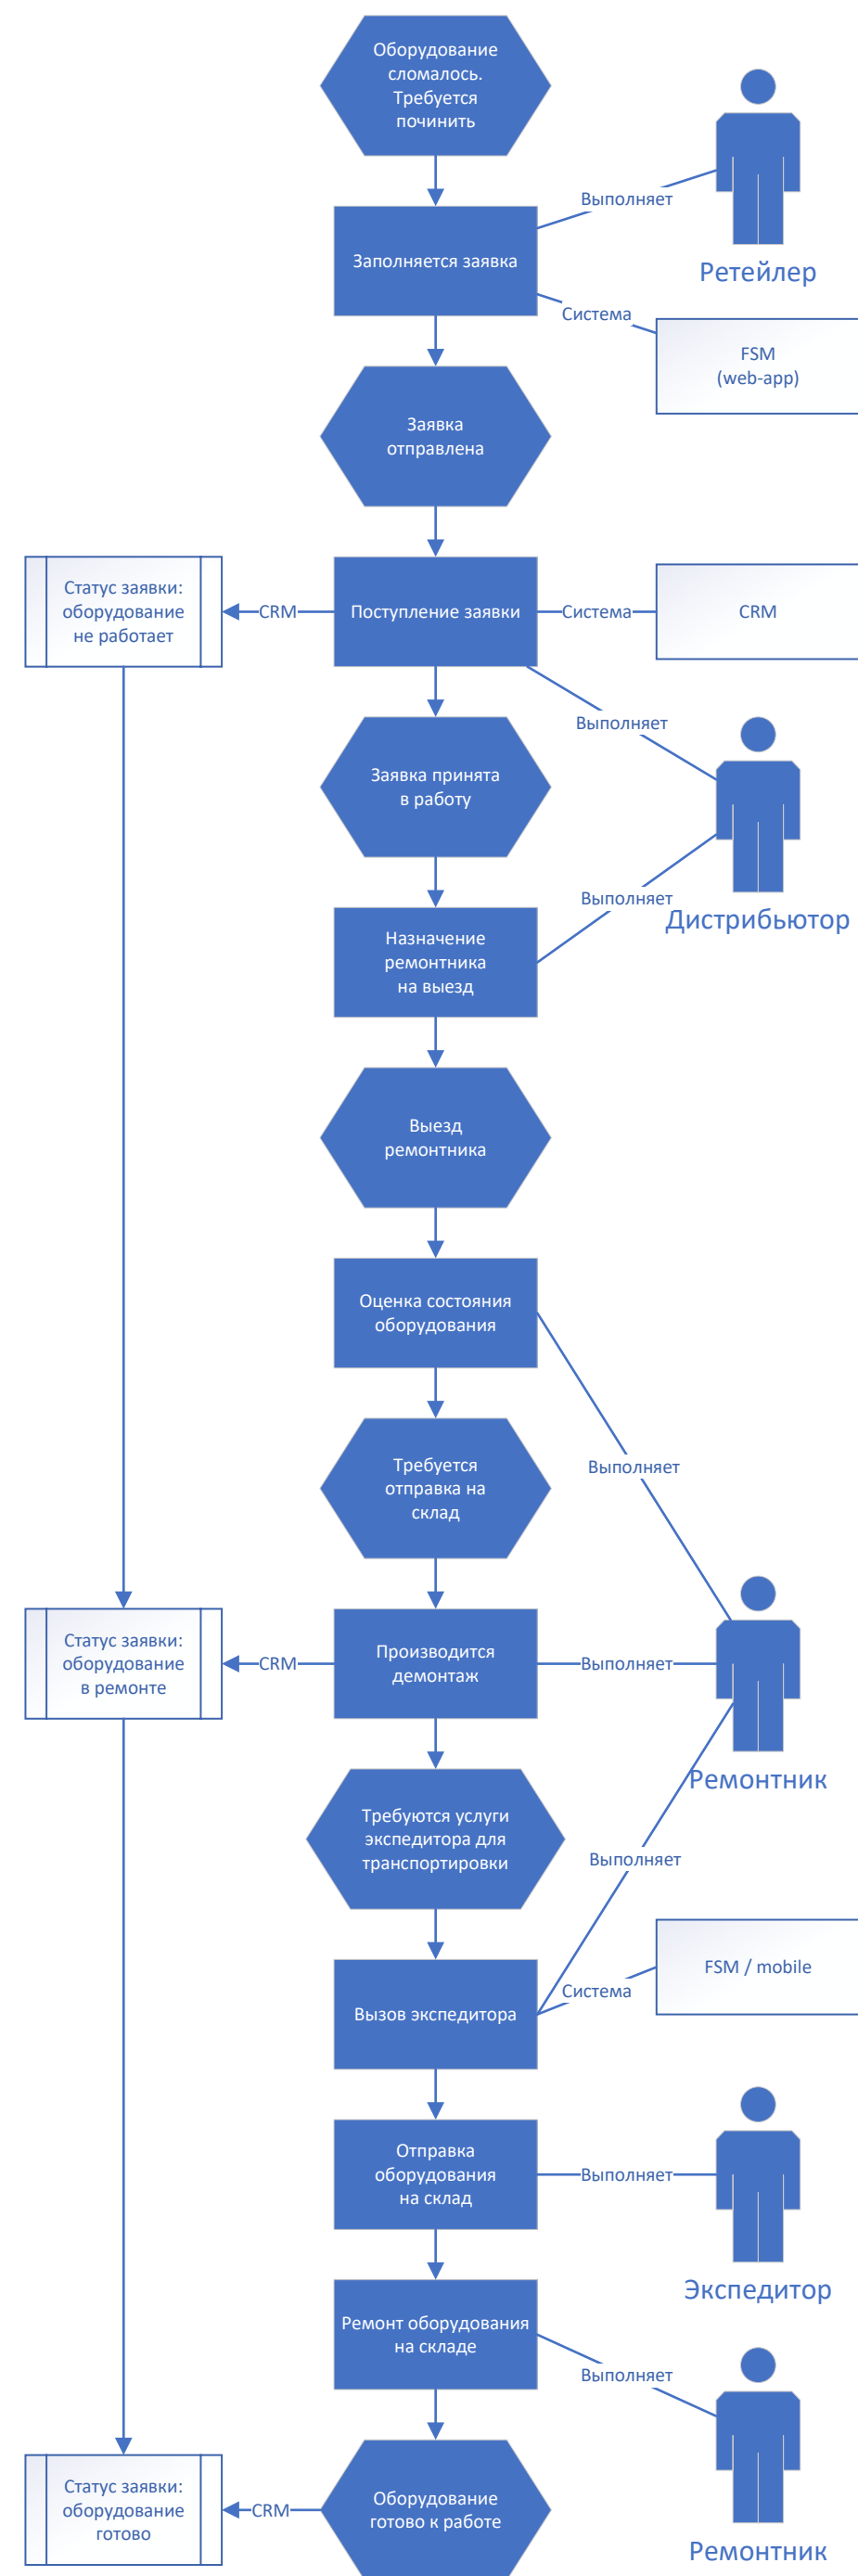 Оборудование
сломалось.
Требуется
починить
Выполняет
Ретейлер
Заполняется заявка
Система
FSM
(web-app)
Заявка
отправлена
Статус заявки:
оборудование
не работает
CRM
Поступление заявки
Система
CRM
Выполняет
Заявка принята
в работу
Выполняет
Дистрибьютор
Назначение
ремонтника
на выезд
Выезд
ремонтника
Оценка состояния
оборудования
Выполняет
Требуется
отправка на
склад
Статус заявки:
оборудование
в ремонте
CRM
Производится
демонтаж
Выполняет
Ремонтник
Требуются услуги
экспедитора для
транспортировки
Выполняет
FSM / mobile
Система
Вызов экспедитора
Отправка
оборудования
на склад
Выполняет
Экспедитор
Ремонт оборудования
на складе
Выполняет
Ремонтник
Статус заявки:
оборудование
готово
CRM
Оборудование
готово к работе